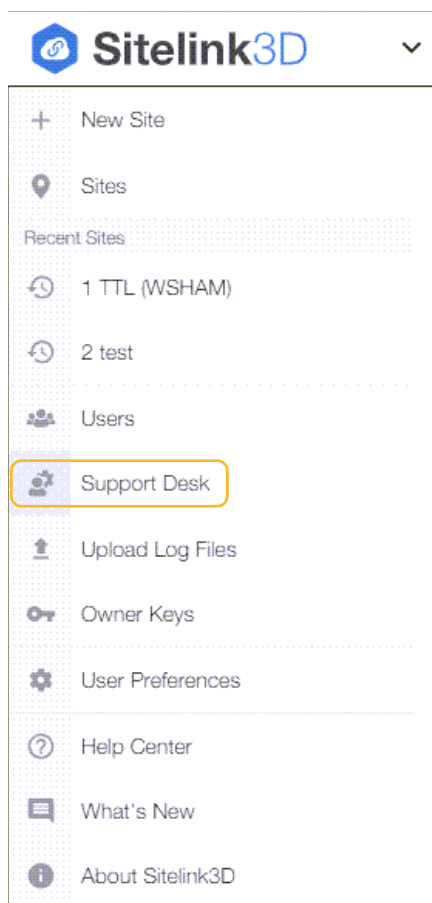 Sitelink3D
New Site
Sites
Recent Sites
1 TTL (WSHAM)
2 test
Users
Support Desk
Upload Log Files
Owner Keys
User Preferences
Help Center
What's New
About Sitelink3D